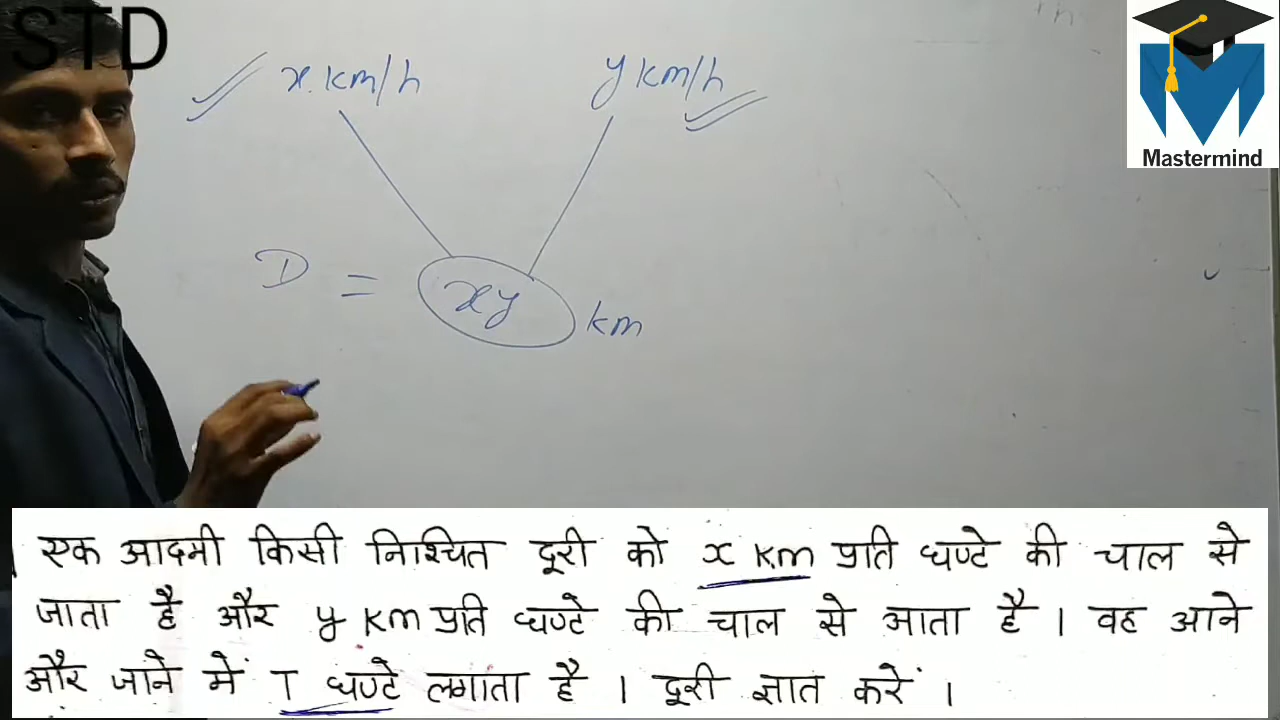 STD
x km/h
y km/h
Mastermind
D = xy km
एक आदमी किसी निश्चित दूरी को x km प्रति घण्टे की चाल से
जाता है और y km प्रति घण्टे की चाल से आता है । वह आने
और जाने में T घण्टे लगाता है । दूरी ज्ञात करें ।